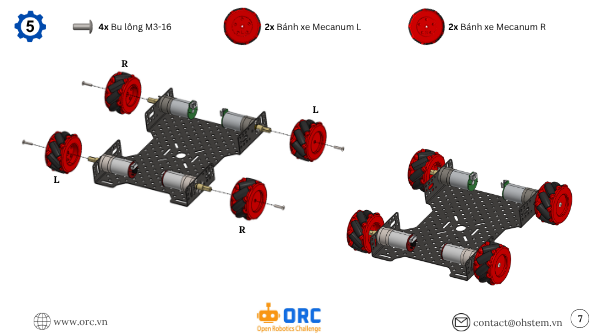 5
4x Bu lông M3-16
2x Bánh xe Mecanum L
2x Bánh xe Mecanum R
R
L
L
R
www.orc.vn
ORC
Open Robotics Challenge
contact@ohstem.vn
7